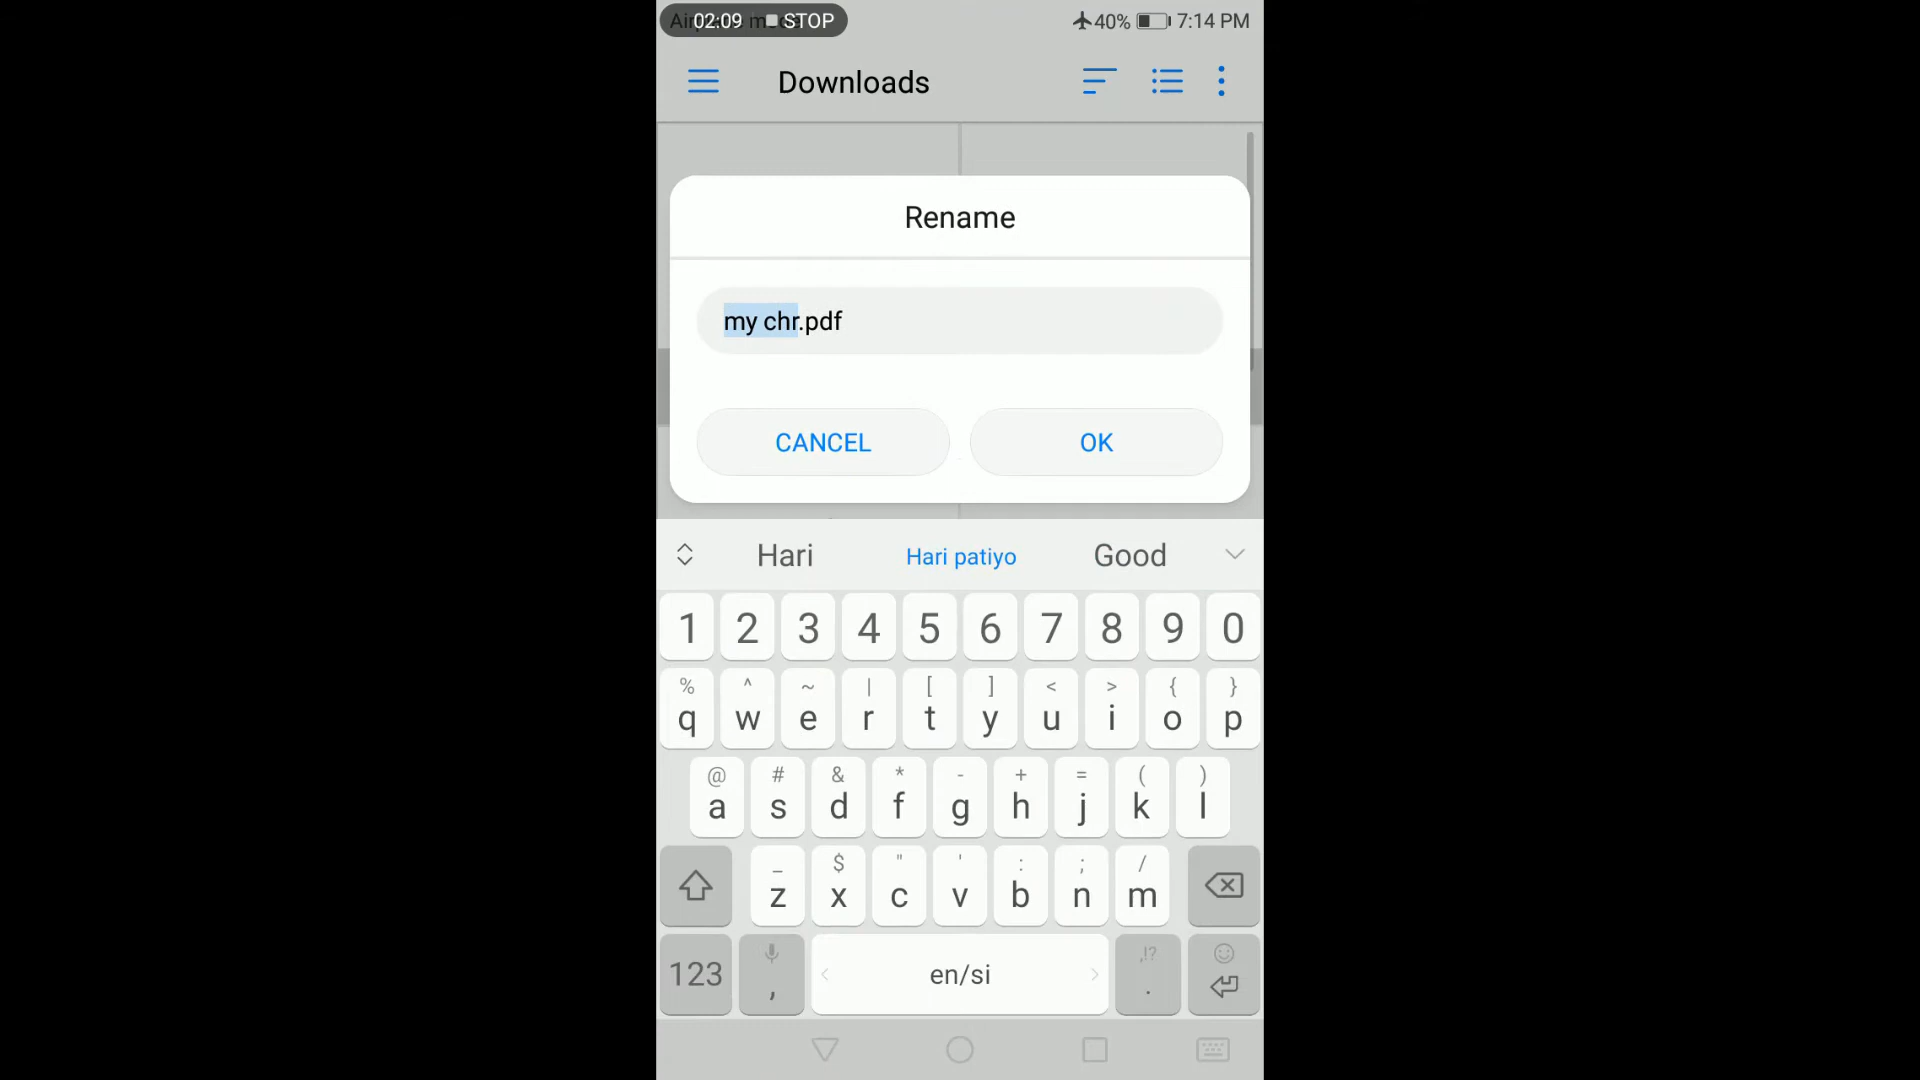 02:09 STOP 40% 7:14 PM
Downloads
Rename
my chr.pdf
CANCEL OK
Hari Hari patiyo Good
1 2 3 4 5 6 7 8 9 0
% ^ ~ | [ ] < > { }
q w e r t y u i o p
@ # & * - + = ( )
a s d f g h j k l
_ $ " ' : ; /
z x c v b n m
,!?
123 , en/si .